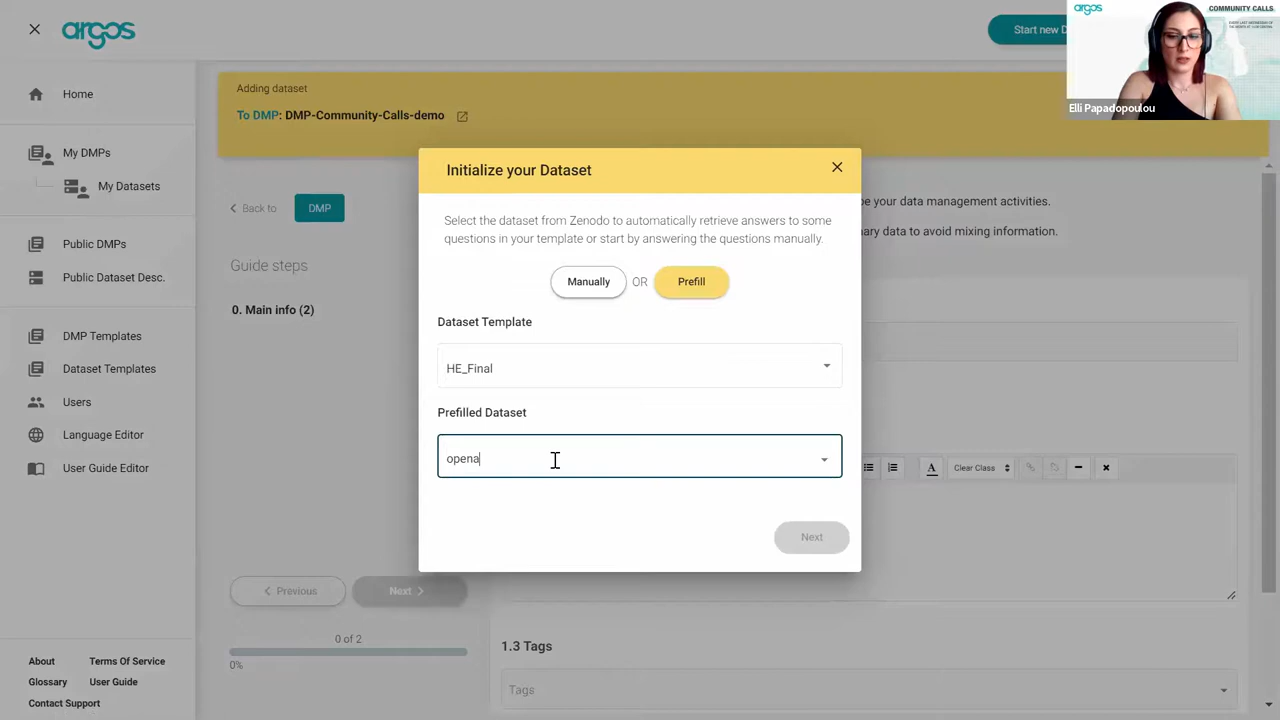 argos
Start new D
argos
COMMUNITY CALLS
Elli Papadopoulou
Home
My DMPs
My Datasets
Public DMPs
Public Dataset Desc.
DMP Templates
Dataset Templates
Users
Language Editor
User Guide Editor
About
Terms Of Service
Glossary
User Guide
Contact Support
Adding dataset
To DMP: DMP-Community-Calls-demo
Back to
DMP
Guide steps
0. Main info (2)
Previous
Next
0 of 2
0%
pe your data management activities.
ary data to avoid mixing information.
Initialize your Dataset
Select the dataset from Zenodo to automatically retrieve answers to some
questions in your template or start by answering the questions manually.
Manually
OR
Prefill
Dataset Template
HE_Final
Prefilled Dataset
opena
Next
A
Clear Class
1.3 Tags
Tags